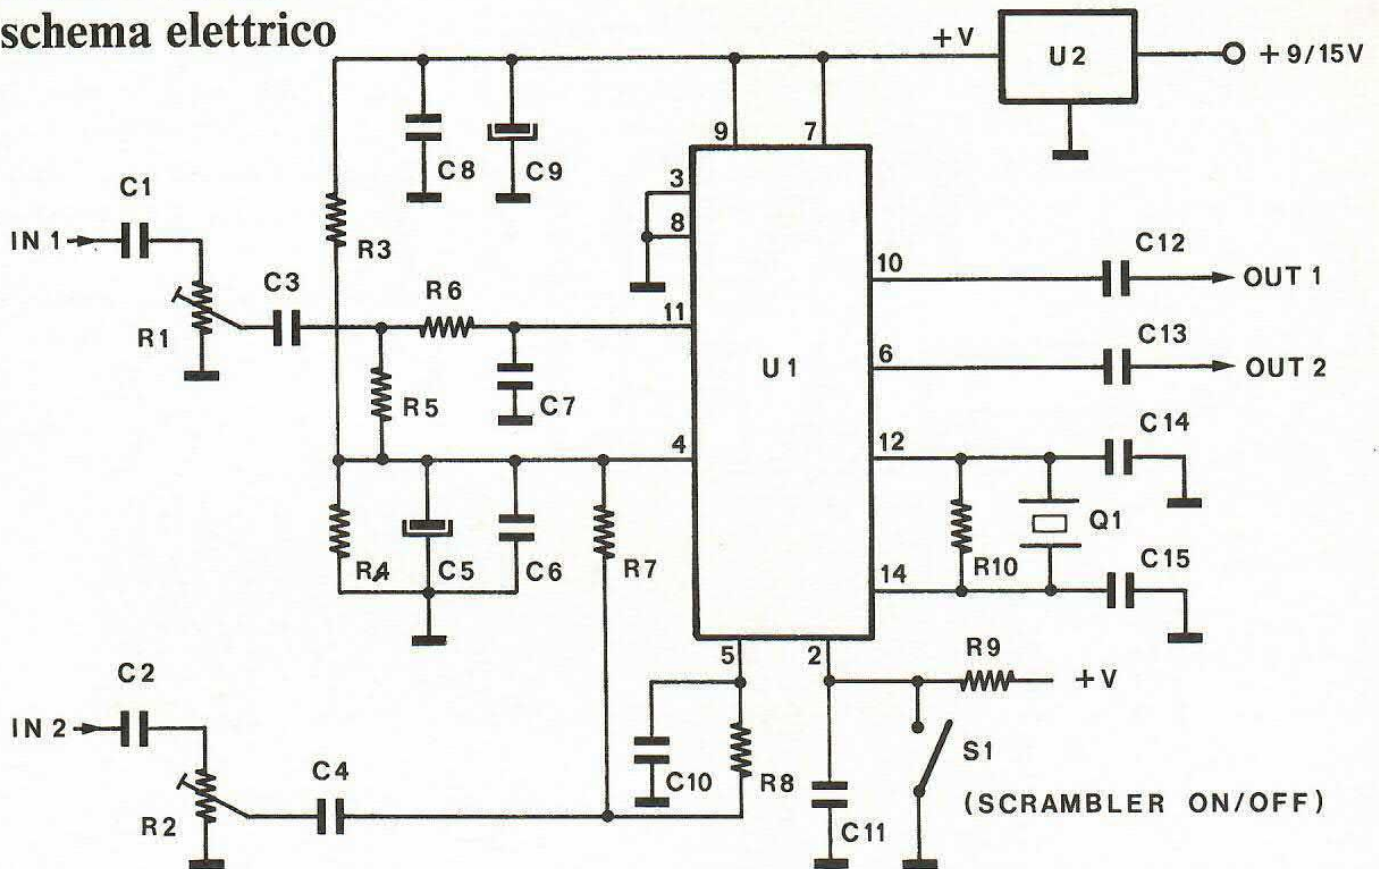 schema elettrico
+V
U2
+ 9/15V
9
7
C8
C9
C1
3
IN 1
8
R3
C12
C3
R6
10
OUT 1
R1
11
C13
U1
6
OUT 2
R5
C7
C14
4
12
Q1
R4
C5
C6
R7
R10
C15
14
5
2
R9
C2
+V
IN 2
S1
C4
C10
R8
(SCRAMBLER ON/OFF)
R2
C11